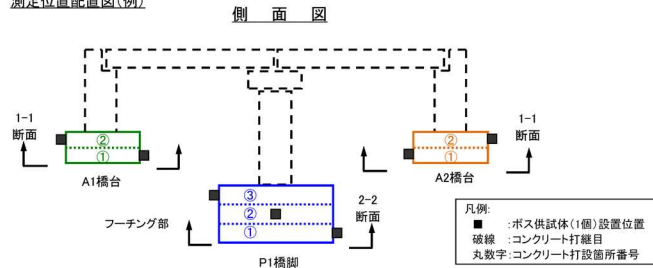 測定位置配置図(例)
側面図
1-1
断面
②
①
A1橋台
1-1
断面
②
①
A2橋台
③
②
①
2-2
断面
フーチング部
P1橋脚
凡例:
■ :ボス供試体(1個)設置位置
破線 :コンクリート打継目
丸数字:コンクリート打設箇所番号